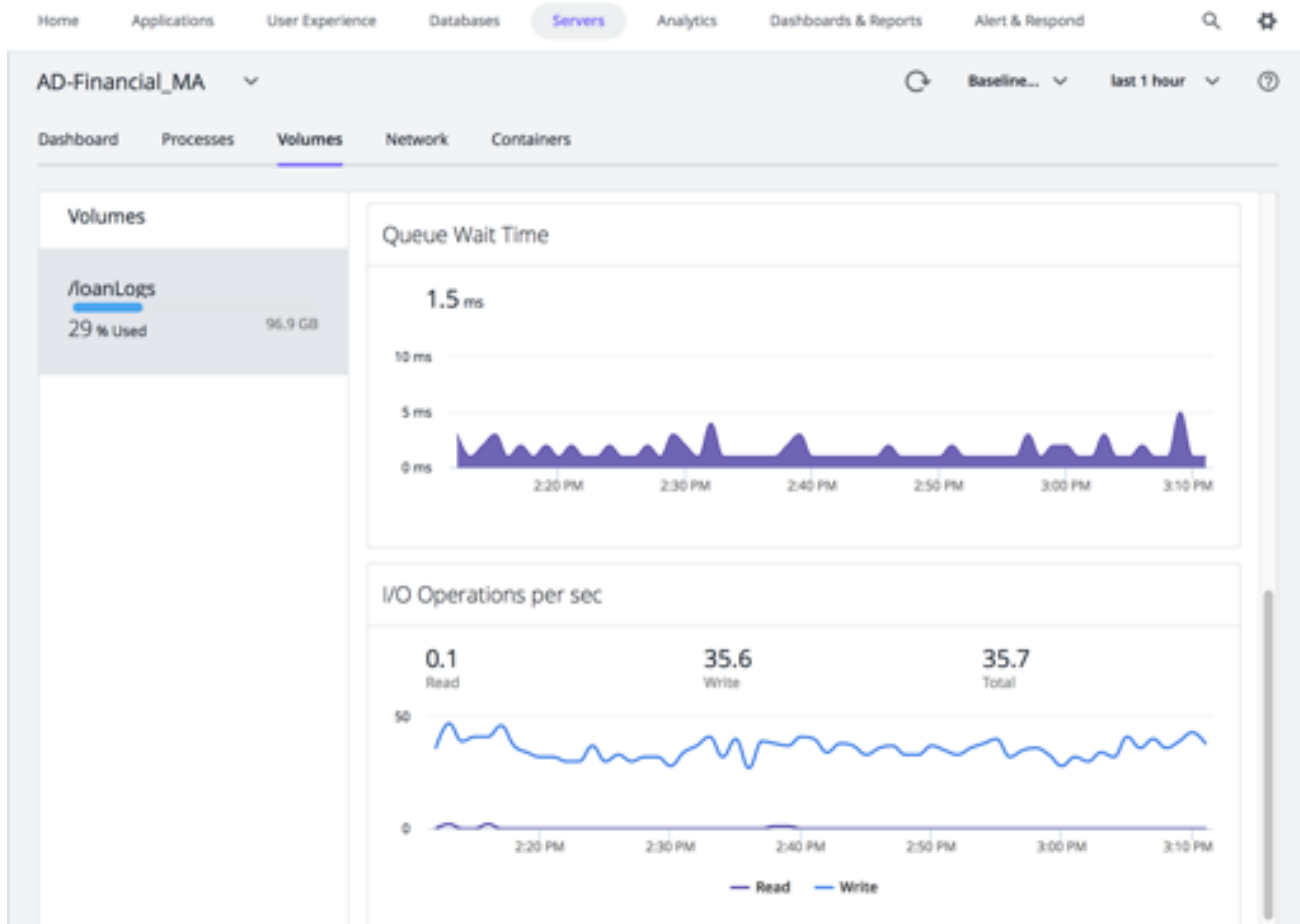 Home Applications User Experience Databases Servers Analytics Dashboards & Reports Alert & Respond
AD-Financial_MA Baseline... last 1 hour
Dashboard Processes Volumes Network Containers
Volumes
/loanLogs
29 % Used 96.9 GB
Queue Wait Time
1.5 ms
10 ms
5 ms
0 ms
2:20 PM 2:30 PM 2:40 PM 2:50 PM 3:00 PM 3:10 PM
I/O Operations per sec
0.1 35.6 35.7
Read Write Total
50
0
2:20 PM 2:30 PM 2:40 PM 2:50 PM 3:00 PM 3:10 PM
Read Write